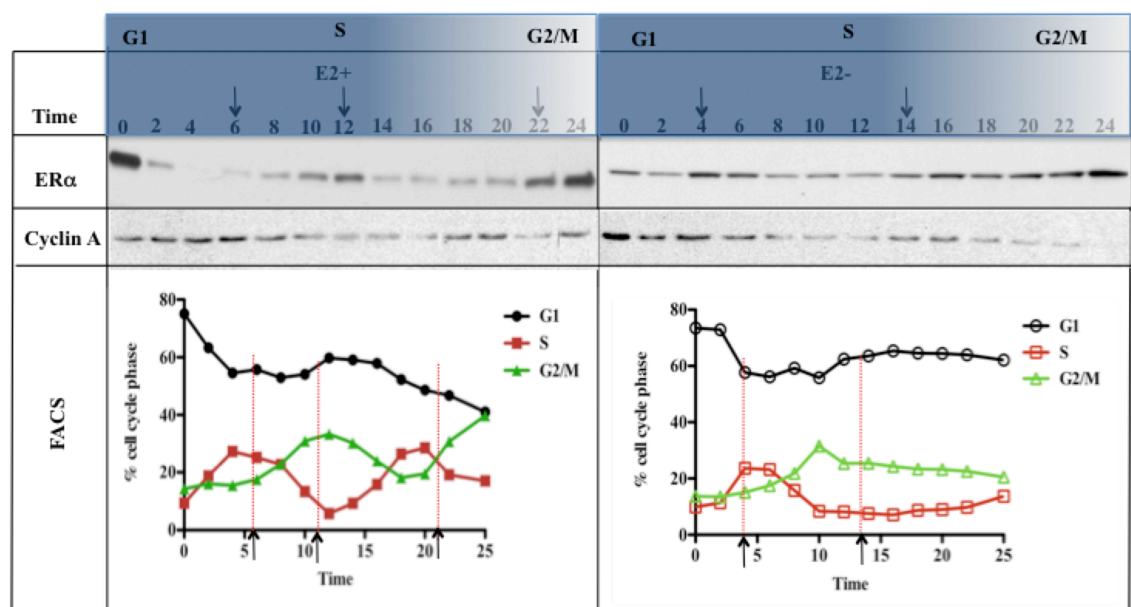 G1 S G2/M G1 S G2/M
E2+ E2-
Time 0 2 4 6 8 10 12 14 16 18 20 22 24 0 2 4 6 8 10 12 14 16 18 20 22 24
ERα
Cyclin A
FACS
% cell cycle phase
80
60
40
20
0
0 5 10 15 20 25
Time
G1
S
G2/M
% cell cycle phase
80
60
40
20
0
0 5 10 15 20 25
Time
G1
S
G2/M